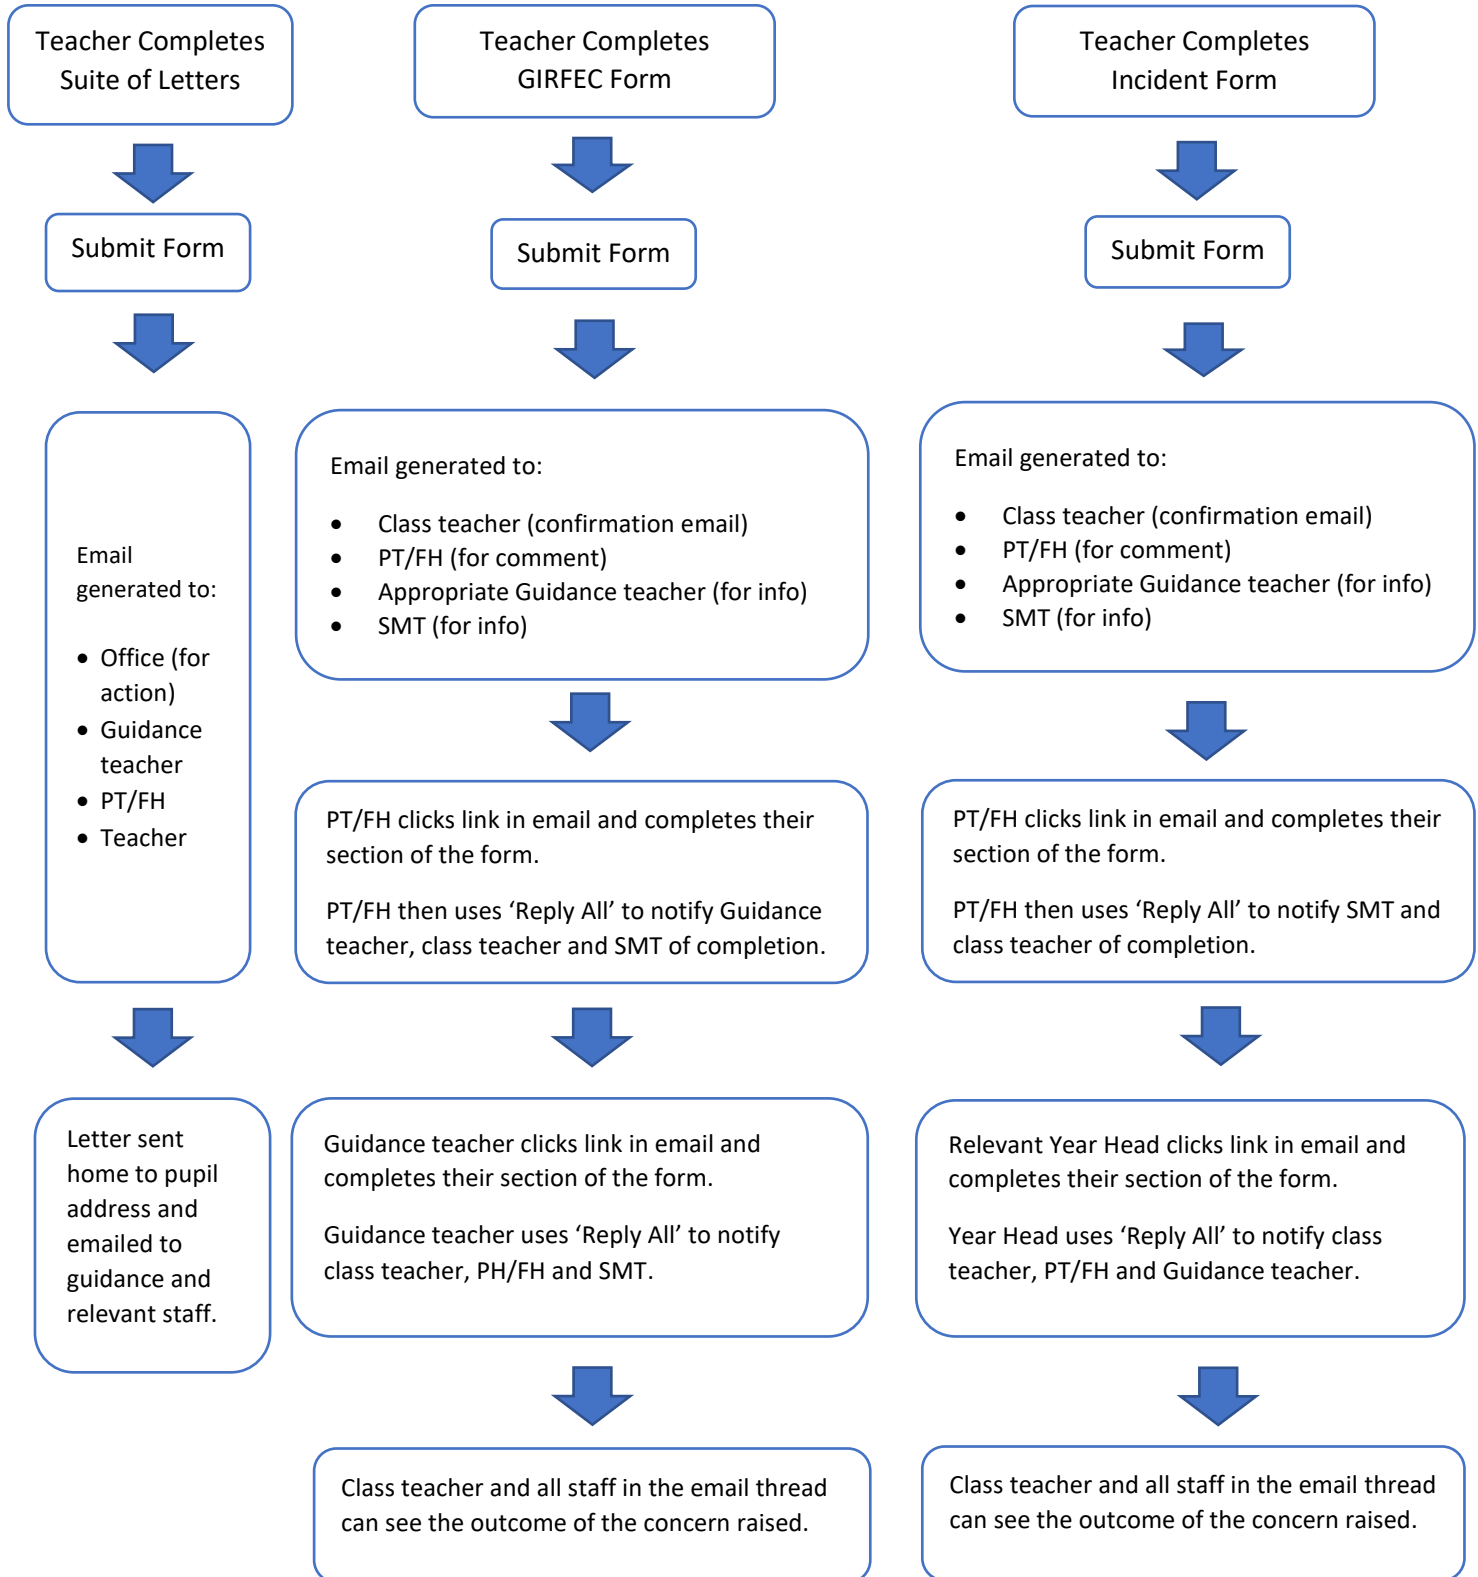 Teacher Completes
Suite of Letters
Submit Form
Email
generated to:
• Office (for
action)
• Guidance
teacher
• PT/FH
• Teacher
Letter sent
home to pupil
address and
emailed to
guidance and
relevant staff.
Teacher Completes
GIRFEC Form
Submit Form
Email generated to:
• Class teacher (confirmation email)
• PT/FH (for comment)
• Appropriate Guidance teacher (for info)
• SMT (for info)
PT/FH clicks link in email and completes their
section of the form.
PT/FH then uses ‘Reply All’ to notify Guidance
teacher, class teacher and SMT of completion.
Guidance teacher clicks link in email and
completes their section of the form.
Guidance teacher uses ‘Reply All’ to notify
class teacher, PH/FH and SMT.
Class teacher and all staff in the email thread
can see the outcome of the concern raised.
Teacher Completes
Incident Form
Submit Form
Email generated to:
• Class teacher (confirmation email)
• PT/FH (for comment)
• Appropriate Guidance teacher (for info)
• SMT (for info)
PT/FH clicks link in email and completes their
section of the form.
PT/FH then uses ‘Reply All’ to notify SMT and
class teacher of completion.
Relevant Year Head clicks link in email and
completes their section of the form.
Year Head uses ‘Reply All’ to notify class
teacher, PT/FH and Guidance teacher.
Class teacher and all staff in the email thread
can see the outcome of the concern raised.